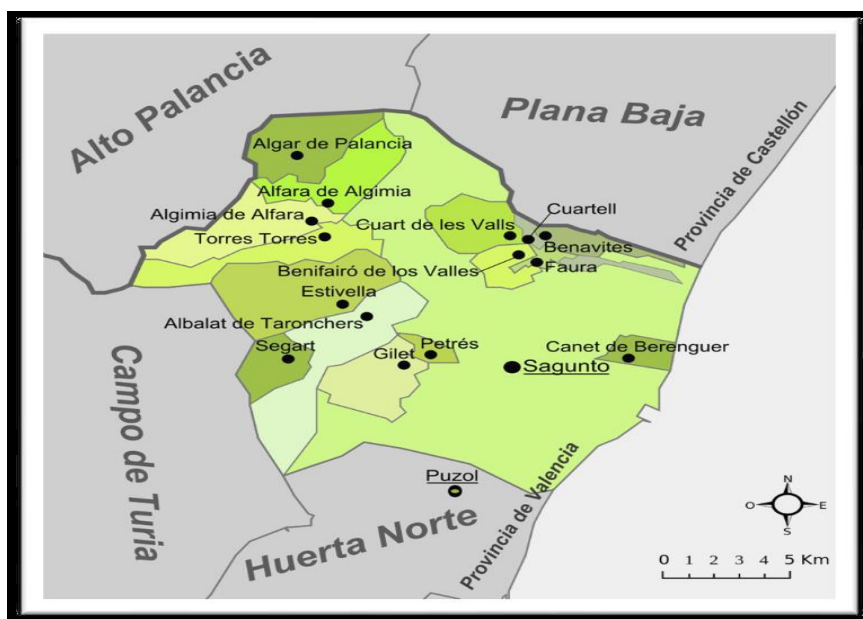 Alto Palancia
Plana Baja
Provincia de Castellón
Algar de Palancia
Alfara de Algimia
Algimia de Alfara
Cuartell
Cuart de les Valls
Torres Torres
Benavites
Benifairó de los Valles
Faura
Estivella
Albalat de Taronchers
Segart
Petrés
Gilet
Canet de Berenguer
Sagunto
Campo de Turia
Puzol
Provincia de Valencia
Huerta Norte
N
O
E
S
0 1 2 3 4 5 Km